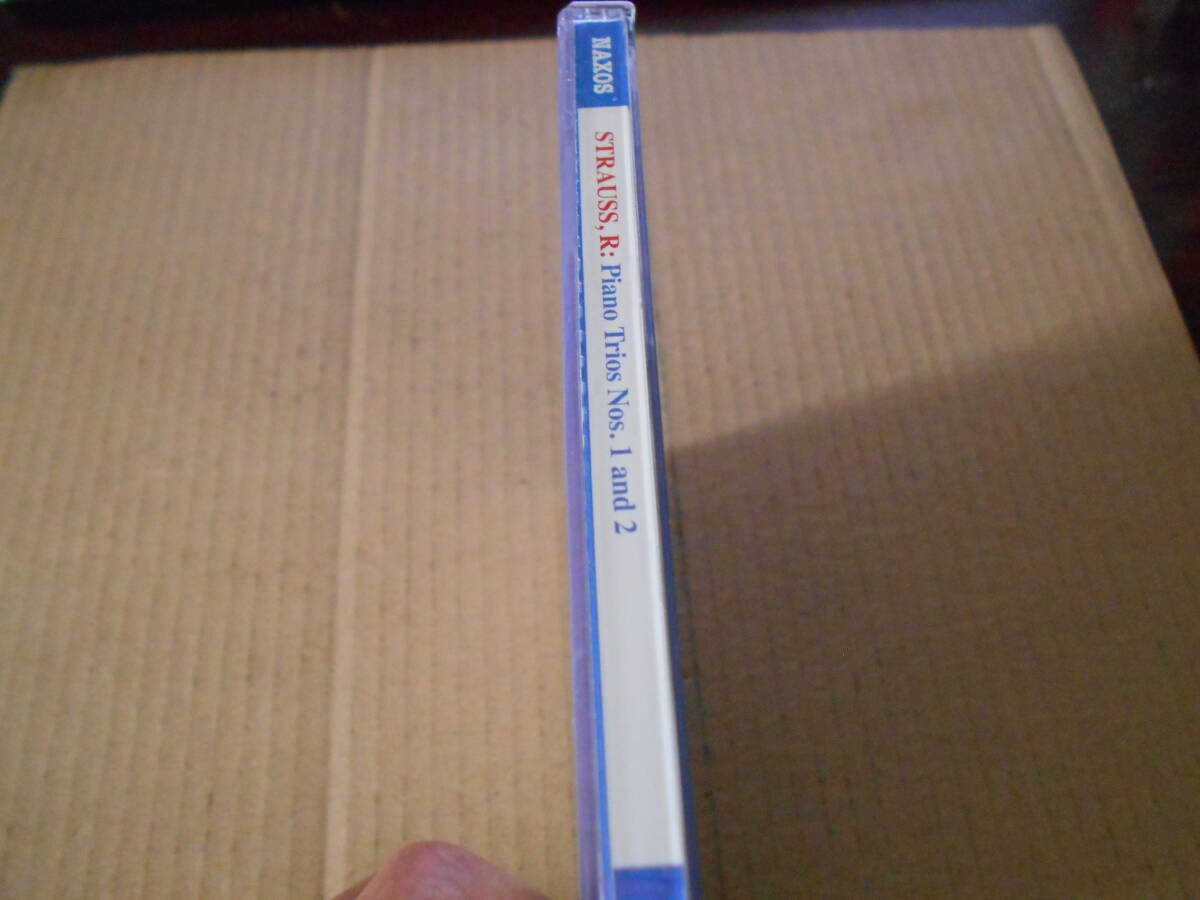 NAXOS
STRAUSS, R: Piano Trios Nos. 1 and 2